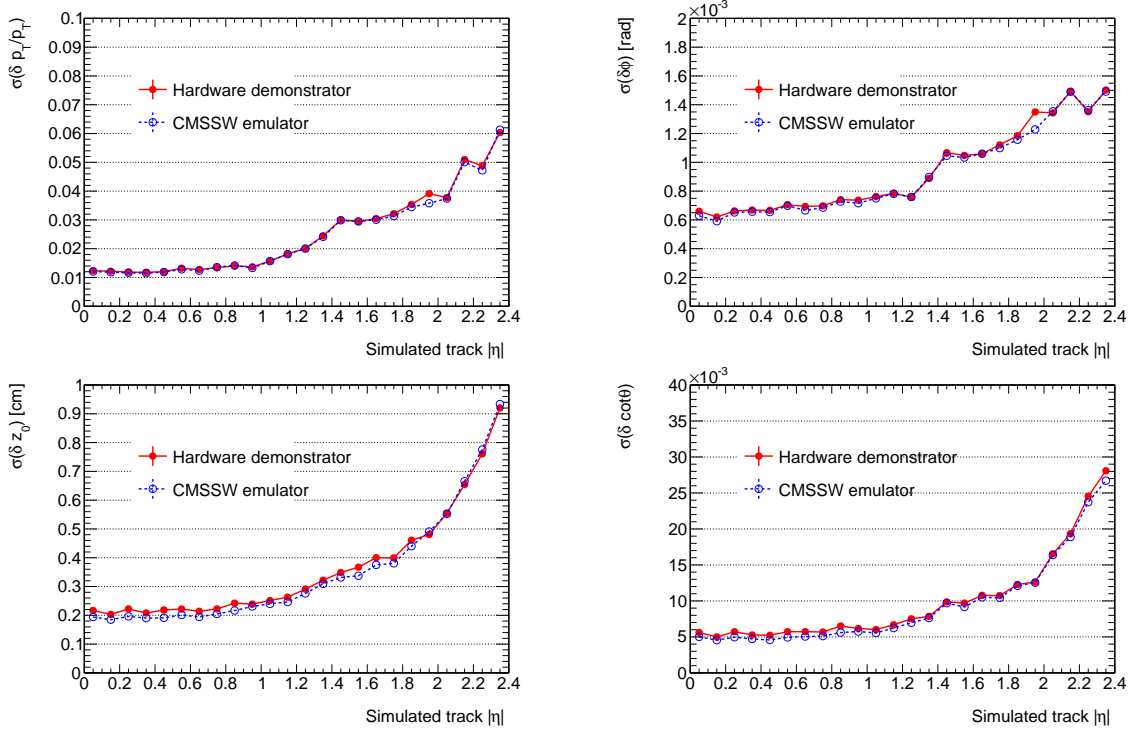 σ(δ p_T/p_T)
0.1
0.09
0.08
0.07
0.06
0.05
0.04
0.03
0.02
0.01
0
Hardware demonstrator
CMSSW emulator
0 0.2 0.4 0.6 0.8 1 1.2 1.4 1.6 1.8 2 2.2 2.4
Simulated track |η|
σ(δφ) [rad]
×10⁻³
2
1.8
1.6
1.4
1.2
1
0.8
0.6
0.4
0.2
0
Hardware demonstrator
CMSSW emulator
0 0.2 0.4 0.6 0.8 1 1.2 1.4 1.6 1.8 2 2.2 2.4
Simulated track |η|
σ(δ z₀) [cm]
1
0.9
0.8
0.7
0.6
0.5
0.4
0.3
0.2
0.1
0
Hardware demonstrator
CMSSW emulator
0 0.2 0.4 0.6 0.8 1 1.2 1.4 1.6 1.8 2 2.2 2.4
Simulated track |η|
σ(δ cotθ)
×10⁻³
40
35
30
25
20
15
10
5
0
Hardware demonstrator
CMSSW emulator
0 0.2 0.4 0.6 0.8 1 1.2 1.4 1.6 1.8 2 2.2 2.4
Simulated track |η|